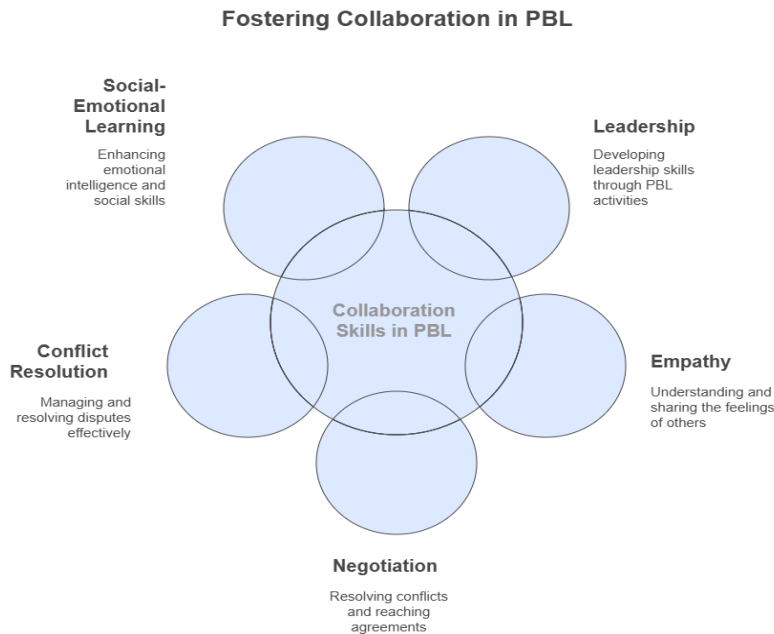 Fostering Collaboration in PBL
Social-
Emotional
Learning
Enhancing
emotional
intelligence and
social skills
Leadership
Developing
leadership skills
through PBL
activities
Collaboration
Skills in PBL
Conflict
Resolution
Managing and
resolving disputes
effectively
Empathy
Understanding and
sharing the feelings
of others
Negotiation
Resolving conflicts
and reaching
agreements